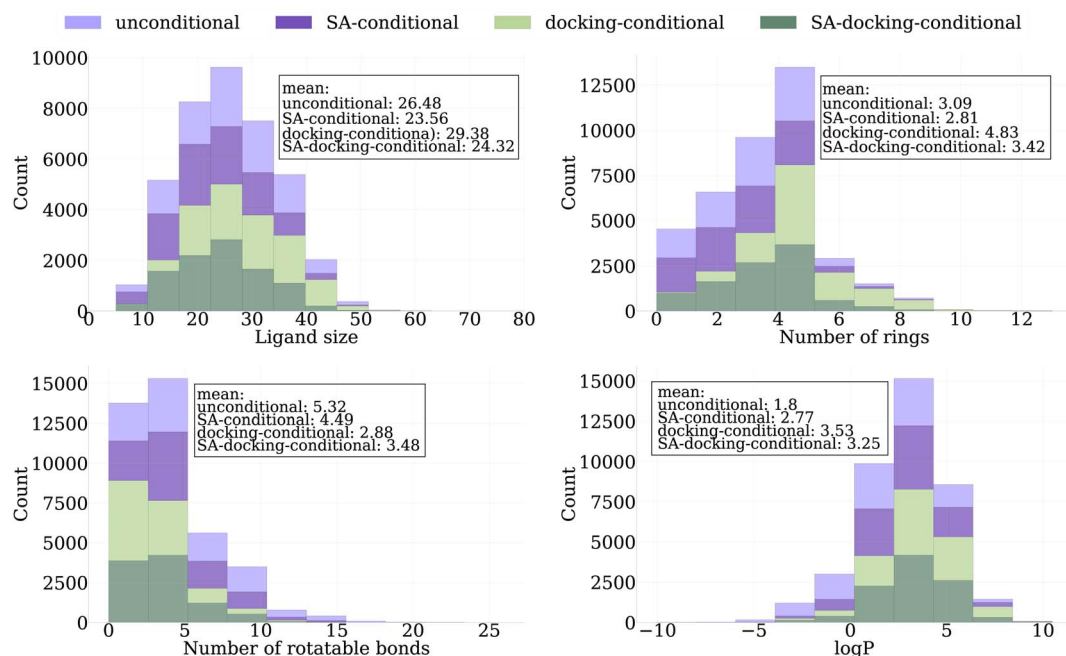 unconditional SA-conditional docking-conditional SA-docking-conditional
10000
8000
6000
4000
2000
0
Count
mean:
unconditional: 26.48
SA-conditional: 23.56
docking-conditiona): 29.38
SA-docking-conditional: 24.32
0 10 20 30 40 50 60 70 80
Ligand size
12500
10000
7500
5000
2500
0
Count
mean:
unconditional: 3.09
SA-conditional: 2.81
docking-conditional: 4.83
SA-docking-conditional: 3.42
0 2 4 6 8 10 12
Number of rings
15000
12500
10000
7500
5000
2500
0
Count
mean:
unconditional: 5.32
SA-conditional: 4.49
docking-conditional: 2.88
SA-docking-conditional: 3.48
0 5 10 15 20 25
Number of rotatable bonds
15000
12500
10000
7500
5000
2500
0
Count
mean:
unconditional: 1.8
SA-conditional: 2.77
docking-conditional: 3.53
SA-docking-conditional: 3.25
−10 −5 0 5 10
logP